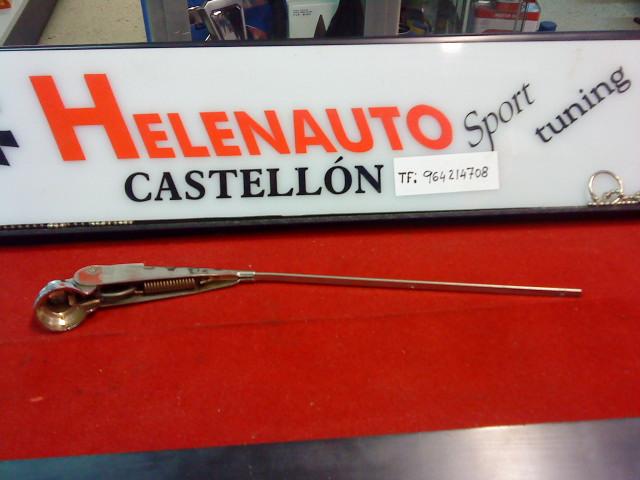 HELENAUTO Sport tuning
CASTELLÓN TF: 964214708